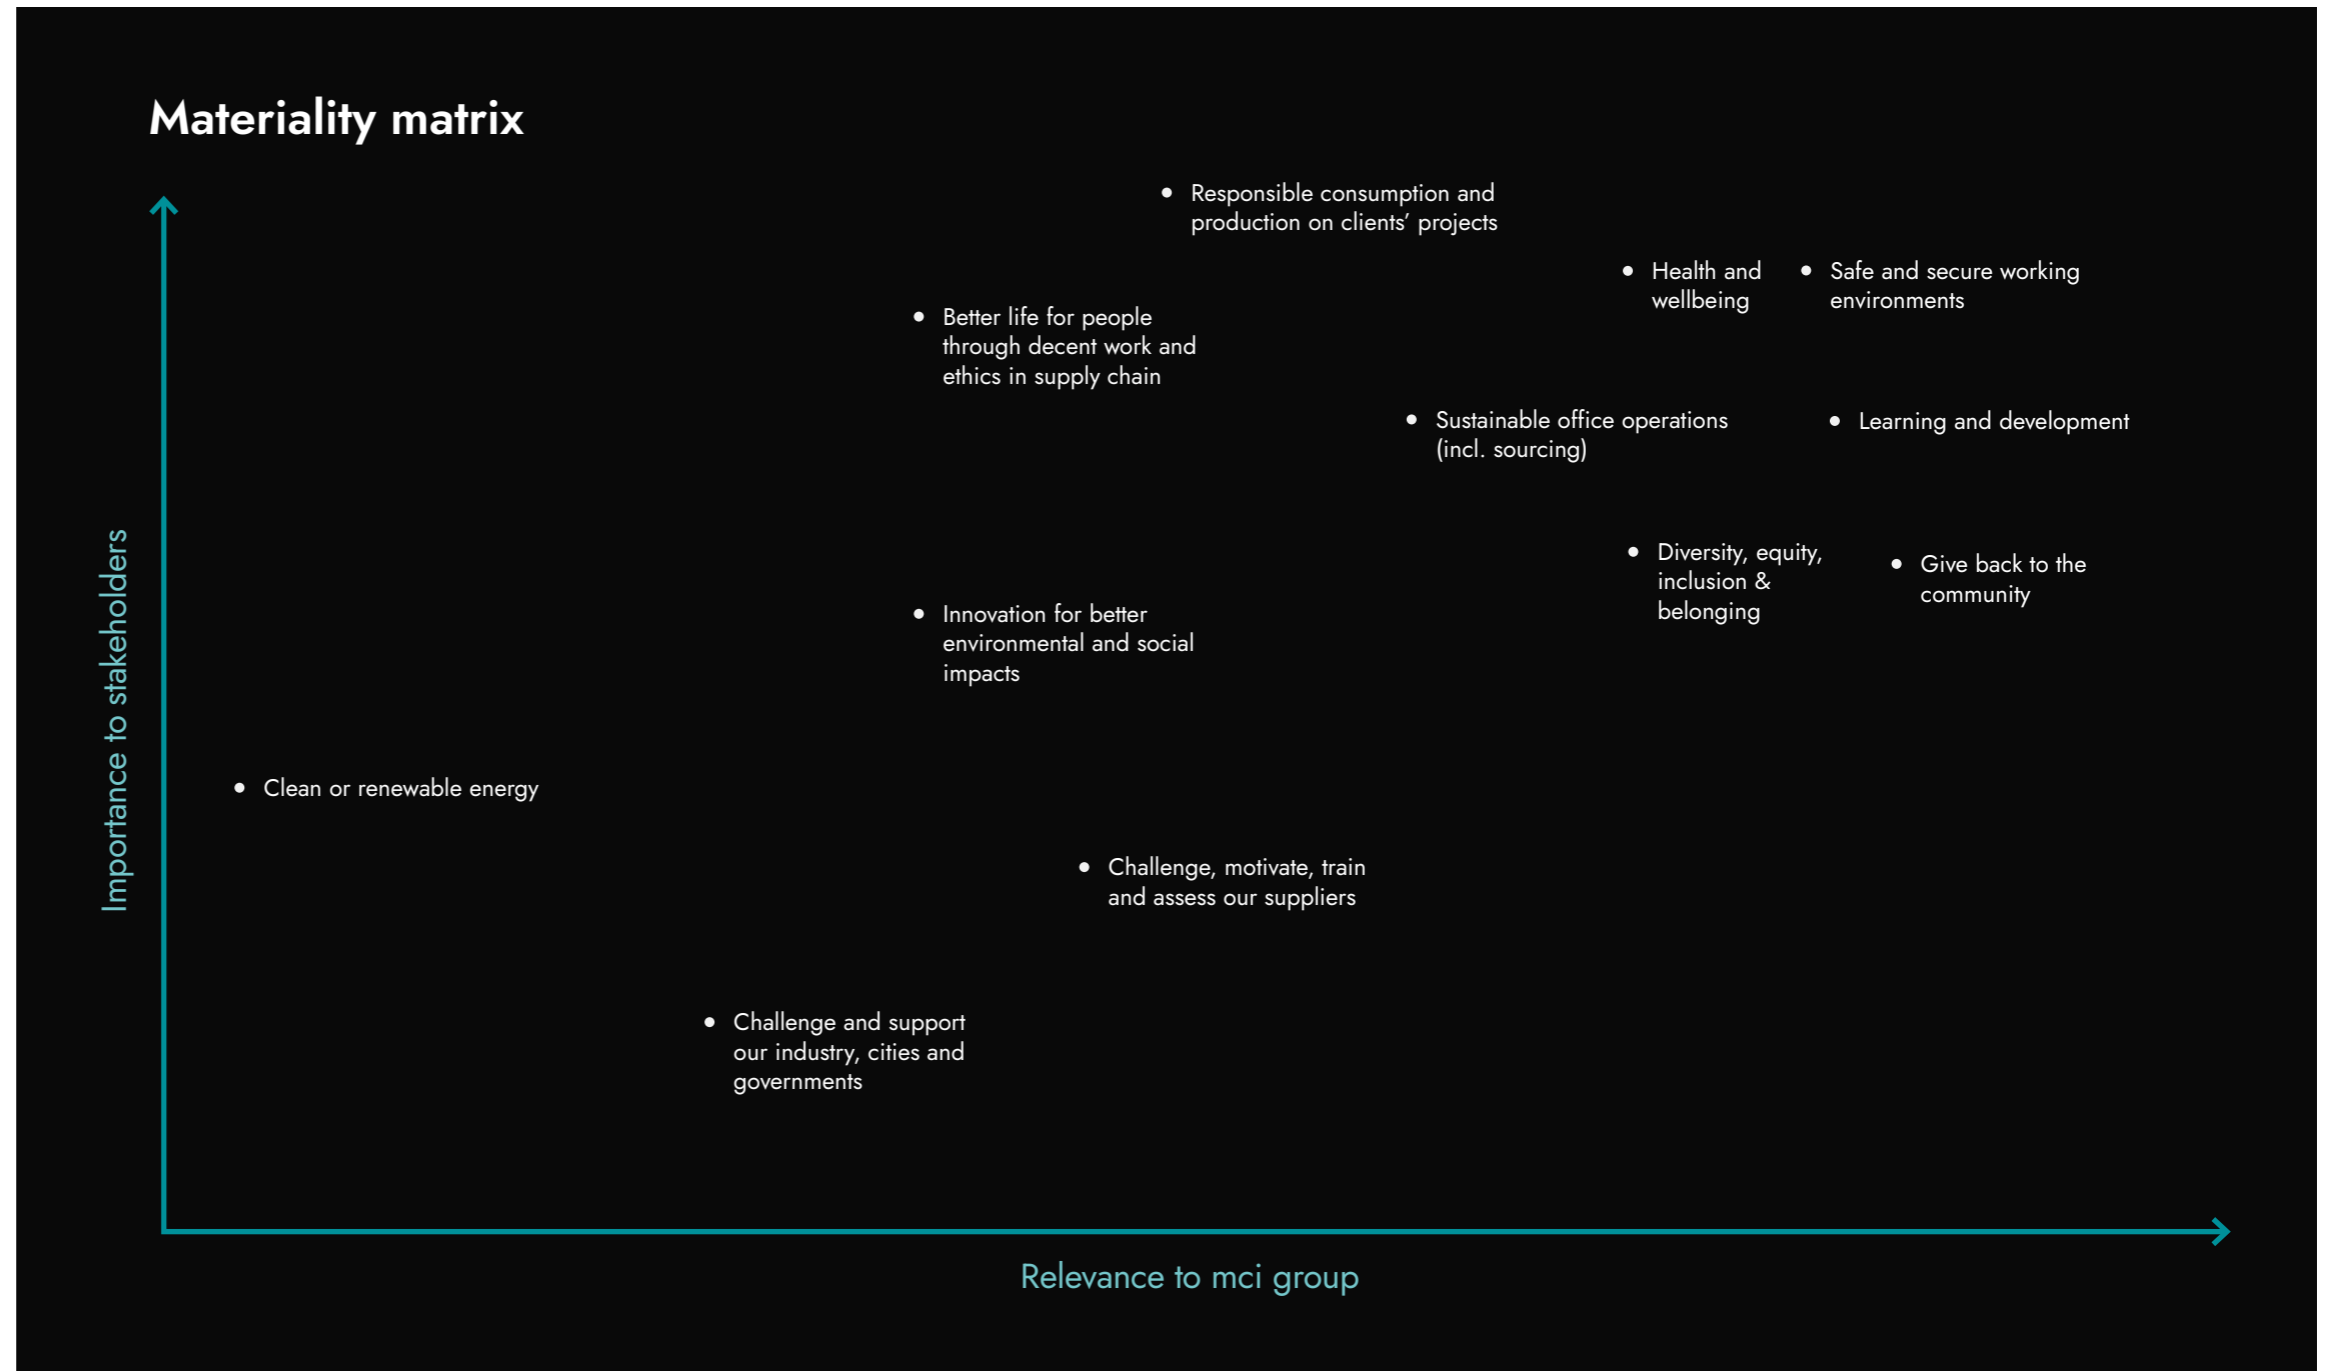 Materiality matrix
Responsible consumption and
production on clients’ projects
Health and
wellbeing
Safe and secure working
environments
Better life for people
through decent work and
ethics in supply chain
Sustainable office operations
(incl. sourcing)
Learning and development
Diversity, equity,
inclusion &
belonging
Give back to the
community
Innovation for better
environmental and social
impacts
Importance to stakeholders
Clean or renewable energy
Challenge, motivate, train
and assess our suppliers
Challenge and support
our industry, cities and
governments
Relevance to mci group